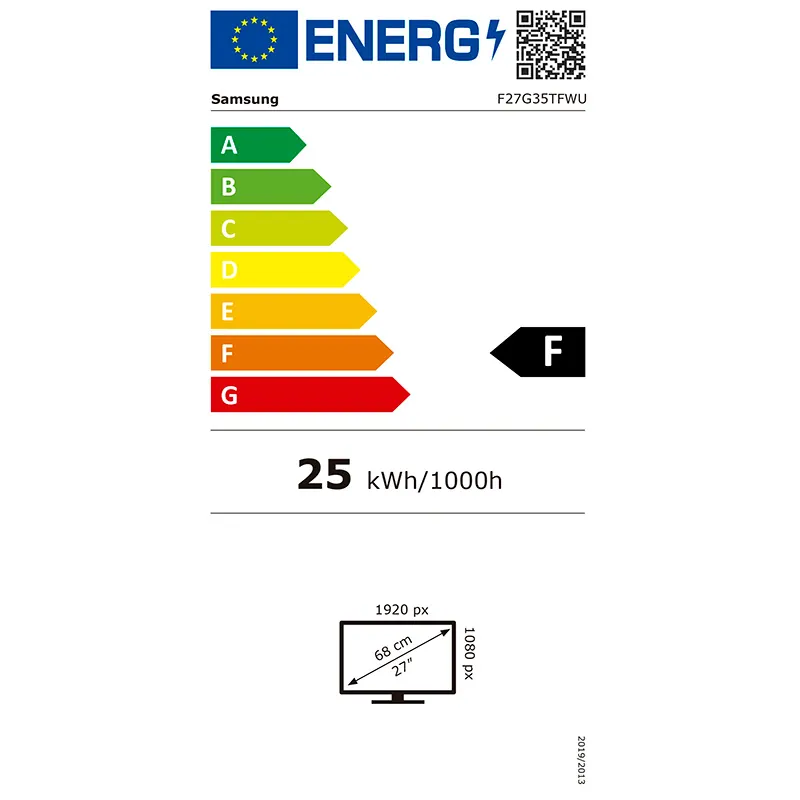 ENERG
Samsung
F27G35TFWU
A
B
C
D
E
F
F
G
25 kWh/1000h
1920 px
68 cm
27”
1080 px
2019/2013